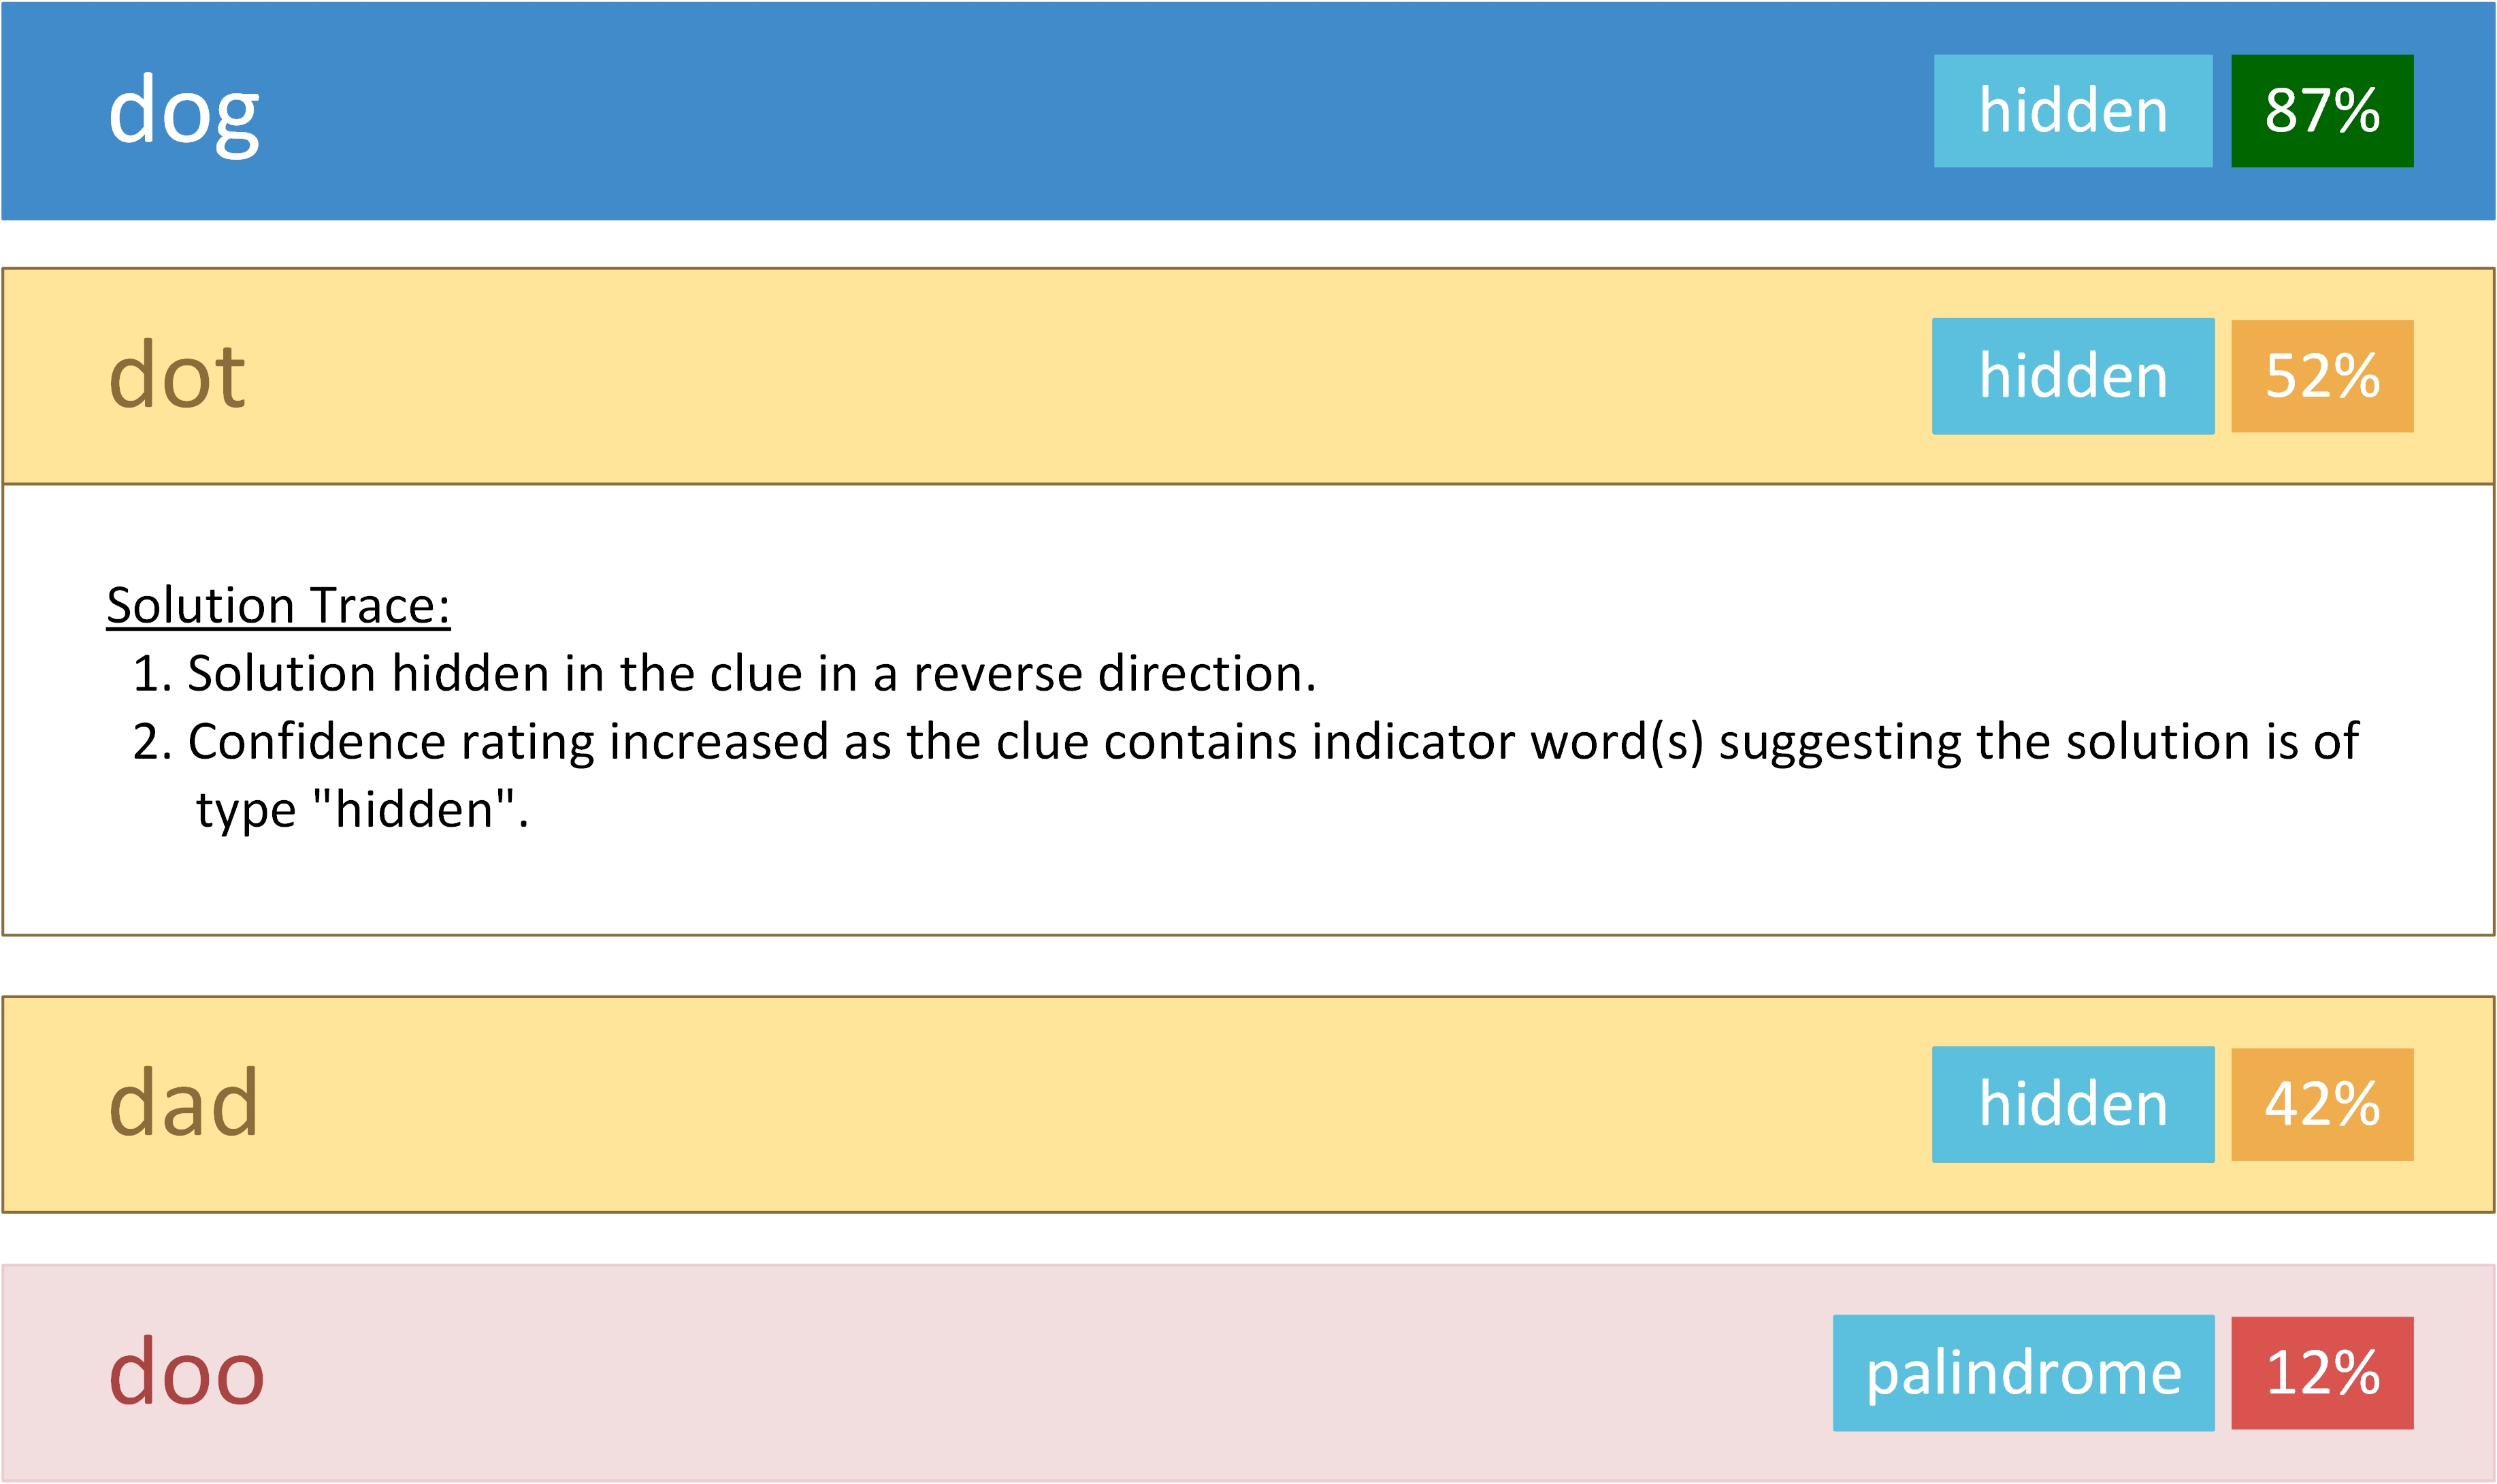 dog hidden 87%
dot hidden 52%
Solution Trace:
1. Solution hidden in the clue in a reverse direction.
2. Confidence rating increased as the clue contains indicator word(s) suggesting the solution is of
type "hidden".
dad hidden 42%
doo palindrome 12%